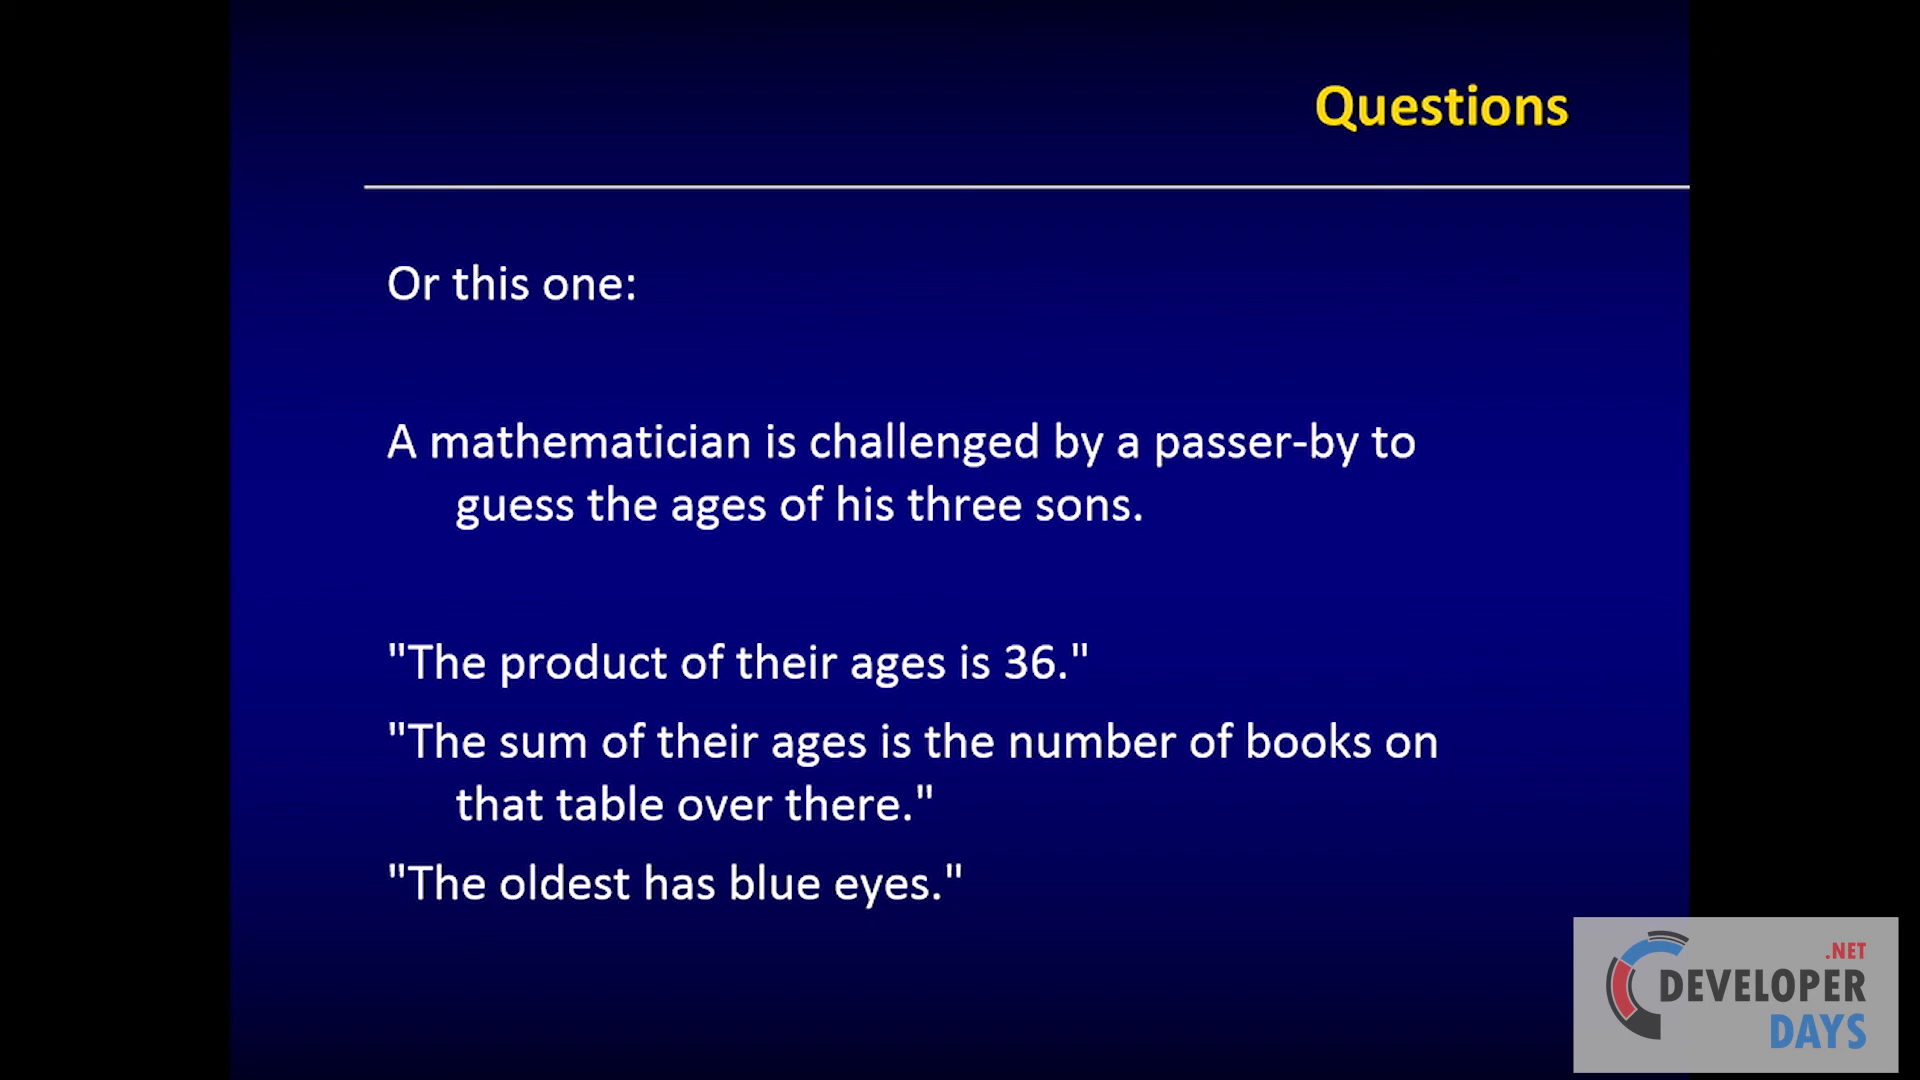 Questions
Or this one:
A mathematician is challenged by a passer-by to
guess the ages of his three sons.
"The product of their ages is 36."
"The sum of their ages is the number of books on
that table over there."
"The oldest has blue eyes."
.NET
DEVELOPER
DAYS